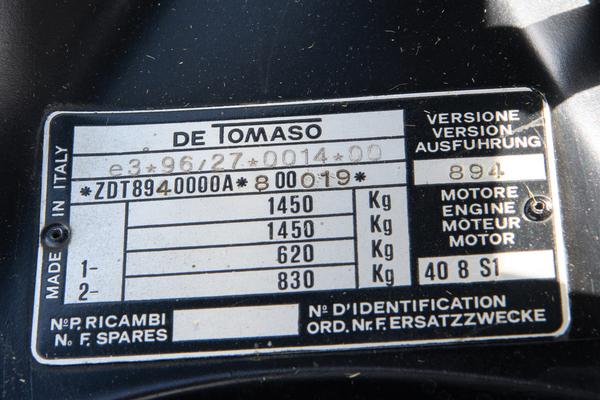 DE TOMASO
e3*96/27*0014*00
*ZDT8940000A*800019*
1450 Kg
1450 Kg
1- 620 Kg
2- 830 Kg
MADE IN ITALY
VERSIONE
VERSION
AUSFUHRUNG
894
MOTORE
ENGINE
MOTEUR
MOTOR
40 8 S1
Nº P. RICAMBI
Nº F. SPARES
Nº D'IDENTIFICATION
ORD. Nr. F. ERSATZZWECKE